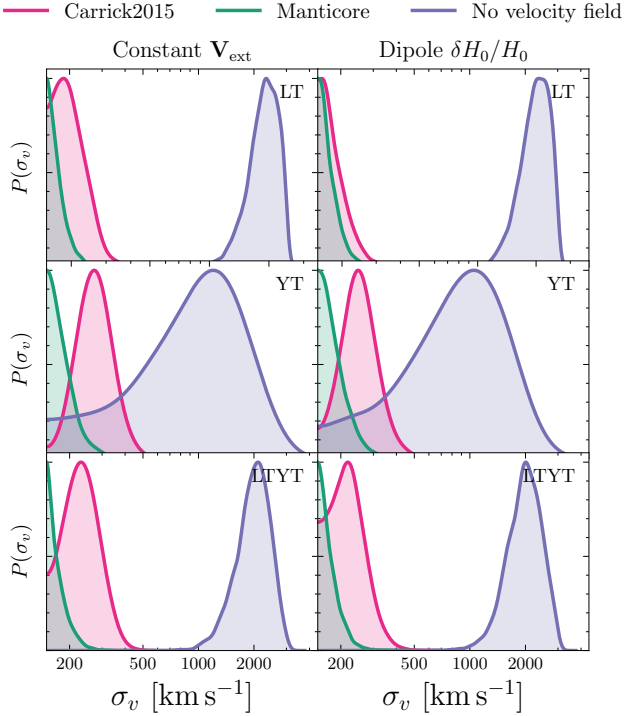 Carrick2015 Manticore No velocity field
Constant V_ext Dipole δH_0/H_0
P(σ_v) LT LT
P(σ_v) YT YT
P(σ_v) LTYT LTYT
200 500 1000 2000 200 500 1000 2000
σ_v [km s⁻¹] σ_v [km s⁻¹]